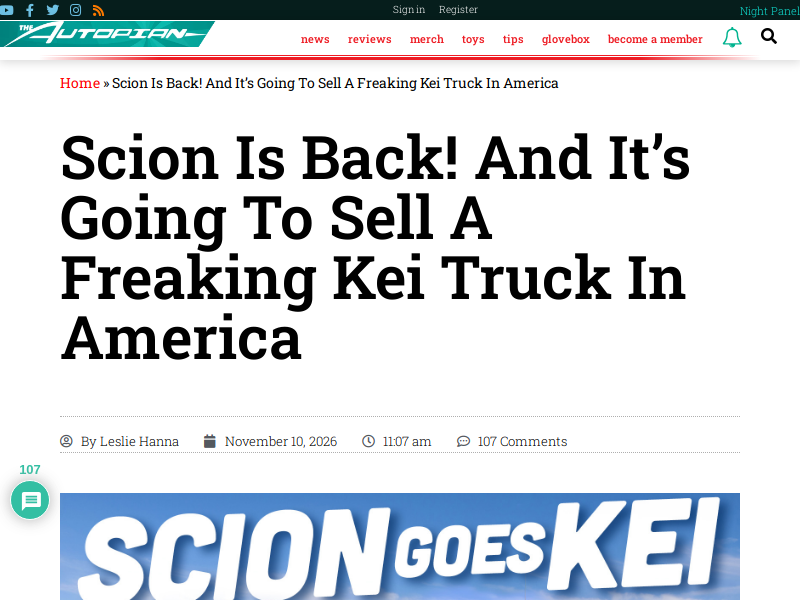 Sign in Register
Night Panel
THE AUTOPIAN
news reviews merch toys tips glovebox become a member
Home » Scion Is Back! And It’s Going To Sell A Freaking Kei Truck In America
Scion Is Back! And It’s
Going To Sell A
Freaking Kei Truck In
America
By Leslie Hanna November 10, 2026 11:07 am 107 Comments
107
SCION GOES KEI